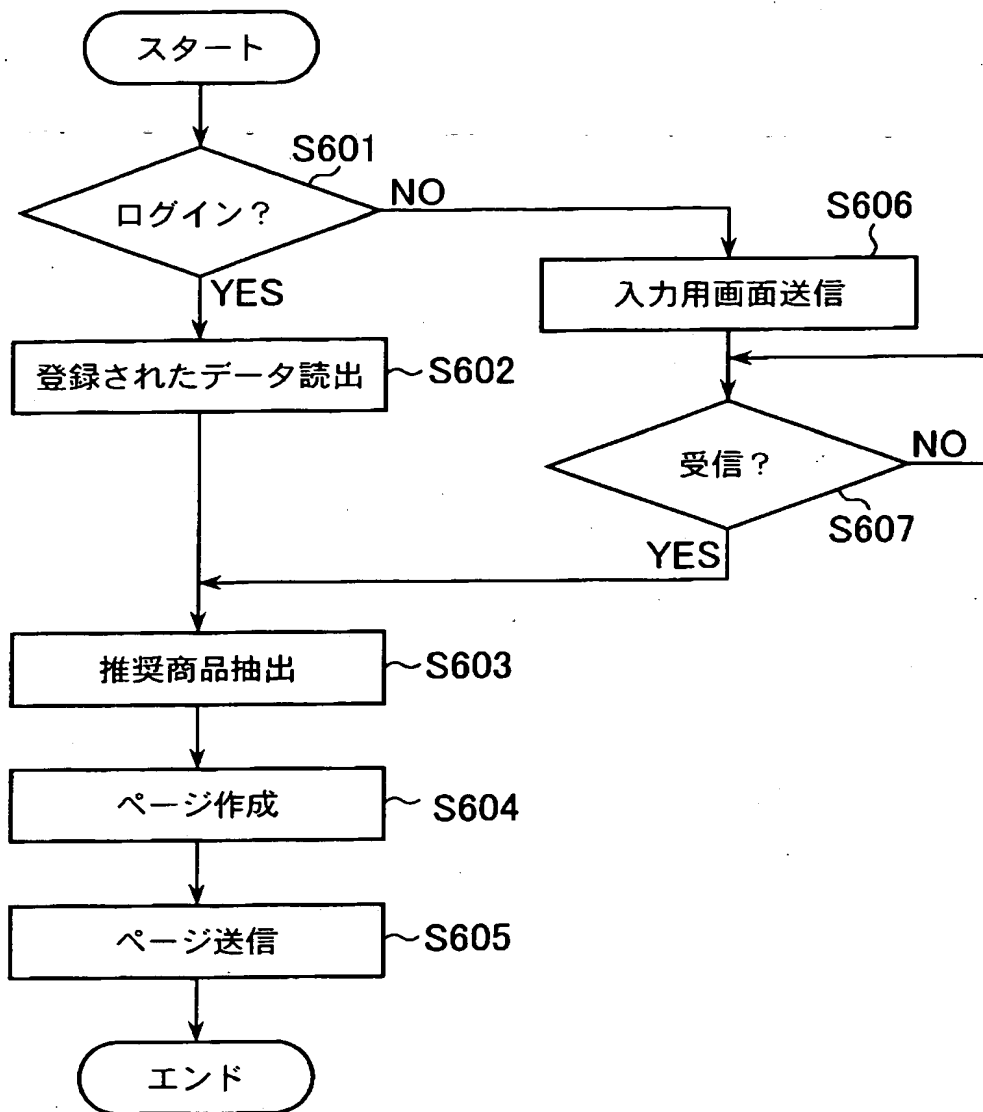 スタート
S601
ログイン？
NO
YES
S606
入力用画面送信
登録されたデータ読出
S602
受信？
NO
S607
YES
推奨商品抽出
S603
ページ作成
S604
ページ送信
S605
エンド